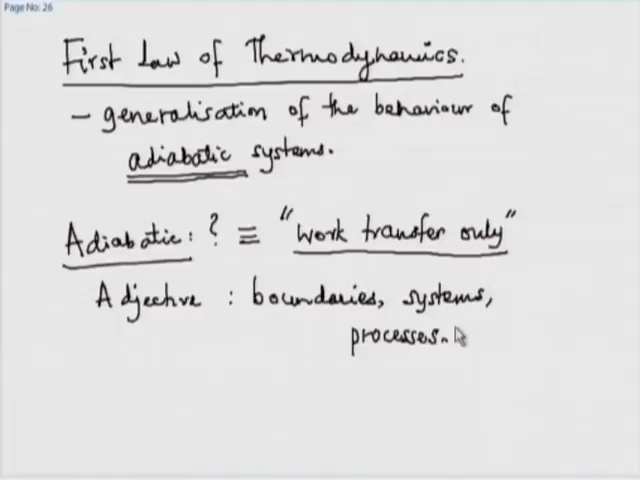 Page No: 26
First Law of Thermodynamics.
- generalisation of the behaviour of
adiabatic systems.
Adiabatic: ? ≡ "work transfer only"
Adjective : boundaries, systems,
processes.